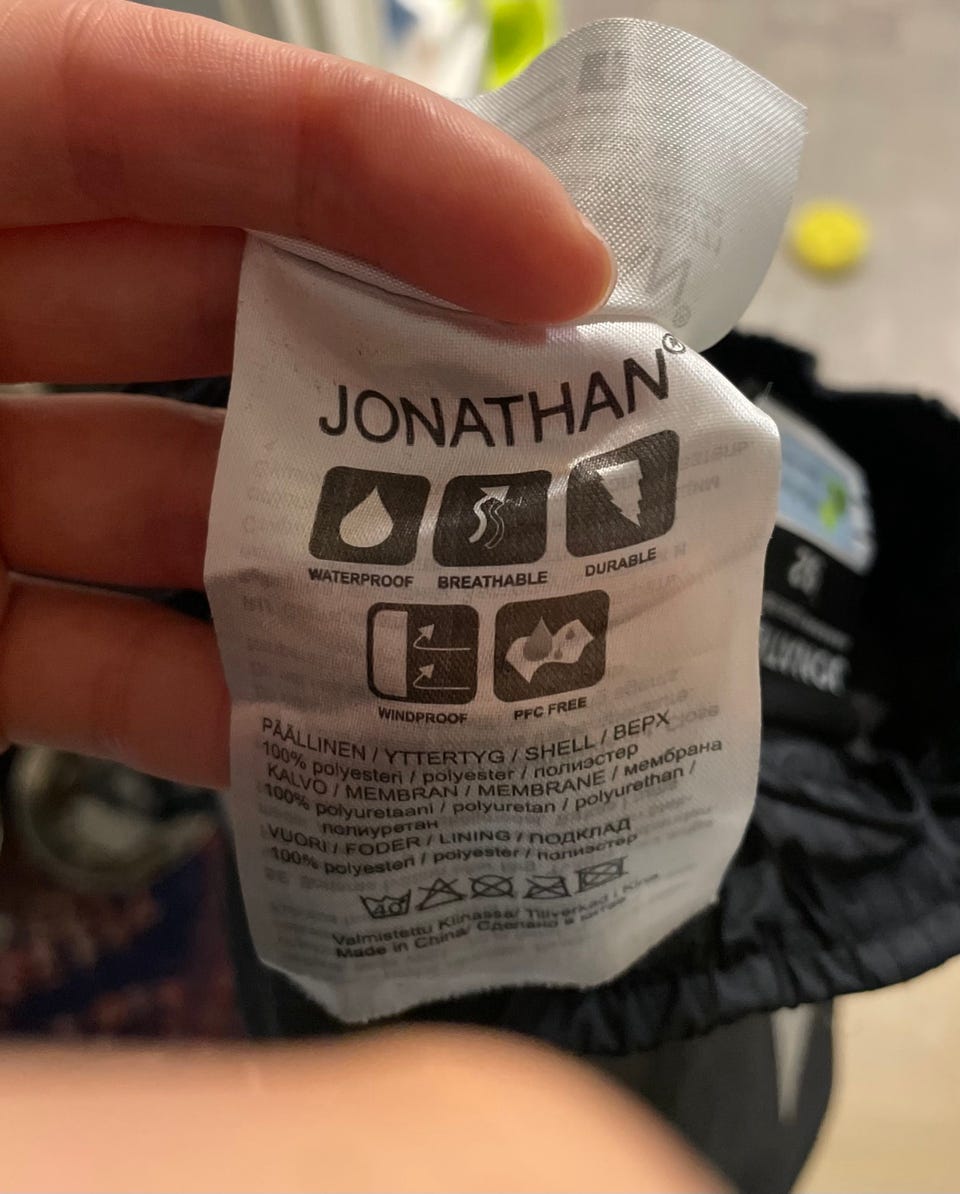 JONATHAN®
WATERPROOF BREATHABLE DURABLE
WINDPROOF PFC FREE
PÄÄLLINEN / YTTERTYG / SHELL / ВЕРХ
100% polyesteri / polyester / полиэстер
KALVO / MEMBRAN / MEMBRANE / мембрана
100% polyuretaani / polyuretan / polyurethan /
полиуретан
VUORI / FODER / LINING / ПОДКЛАД
100% polyesteri / polyester / полиэстер
40
Valmistettu Kiinassa/ Tillverkad i Kina
Made in China/ Сделано в Китае